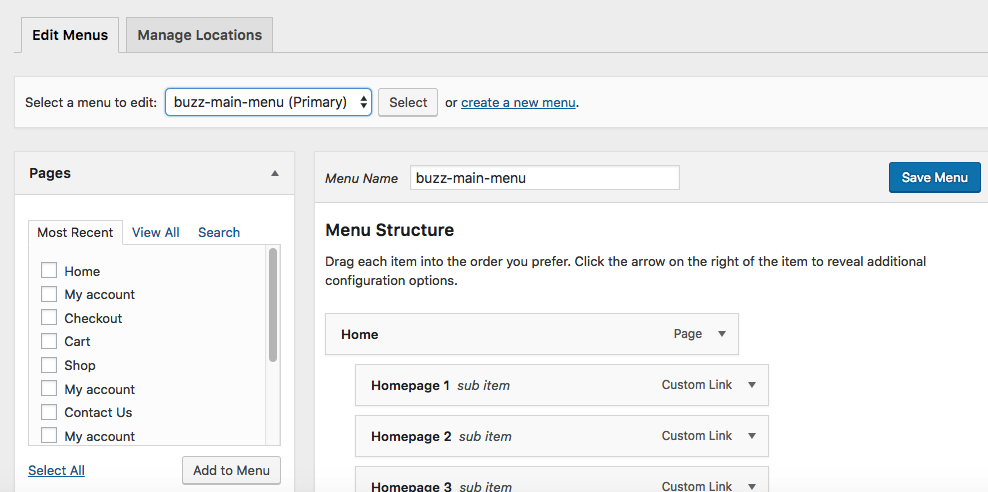 Edit Menus
Manage Locations
Select a menu to edit: buzz-main-menu (Primary) Select or create a new menu.
Pages
Most Recent View All Search
Home
My account
Checkout
Cart
Shop
My account
Contact Us
My account
Select All Add to Menu
Menu Name buzz-main-menu Save Menu
Menu Structure
Drag each item into the order you prefer. Click the arrow on the right of the item to reveal additional
configuration options.
Home Page
Homepage 1 sub item Custom Link
Homepage 2 sub item Custom Link
Homepage 3 sub item Custom Link